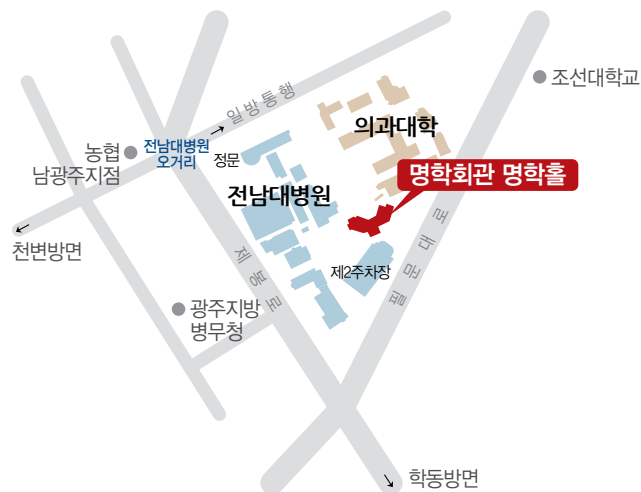 조선대학교
일방통행
의과대학
농협
남광주지점
전남대병원
오거리
정문
전남대병원
명학회관 명학홀
천변방면
제봉로
제2주차장
필문대로
광주지방
병무청
학동방면